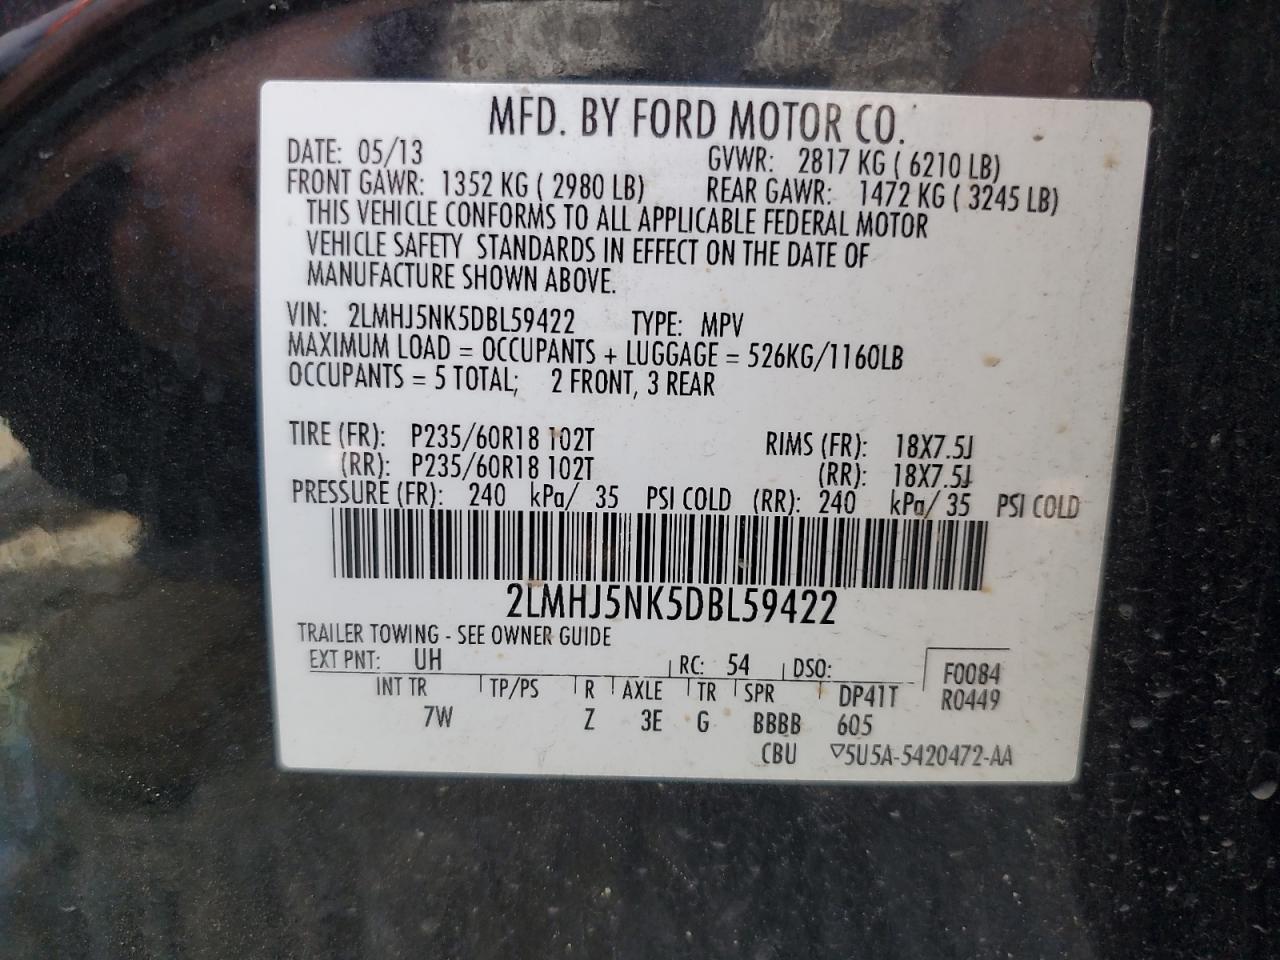 MFD. BY FORD MOTOR CO.
DATE: 05/13 GVWR: 2817 KG ( 6210 LB)
FRONT GAWR: 1352 KG ( 2980 LB) REAR GAWR: 1472 KG ( 3245 LB)
THIS VEHICLE CONFORMS TO ALL APPLICABLE FEDERAL MOTOR
VEHICLE SAFETY STANDARDS IN EFFECT ON THE DATE OF
MANUFACTURE SHOWN ABOVE.
VIN: 2LMHJ5NK5DBL59422 TYPE: MPV
MAXIMUM LOAD = OCCUPANTS + LUGGAGE = 526KG/1160LB
OCCUPANTS = 5 TOTAL; 2 FRONT, 3 REAR
TIRE (FR): P235/60R18 102T RIMS (FR): 18X7.5J
(RR): P235/60R18 102T (RR): 18X7.5J
PRESSURE (FR): 240 kPa/ 35 PSI COLD (RR): 240 kPa/ 35 PSI COLD
2LMHJ5NK5DBL59422
TRAILER TOWING - SEE OWNER GUIDE
EXT PNT: UH RC: 54 DSO: F0084
INT TR TP/PS R AXLE TR SPR DP41T R0449
7W Z 3E G BBBB 605
CBU ▽5U5A-5420472-AA